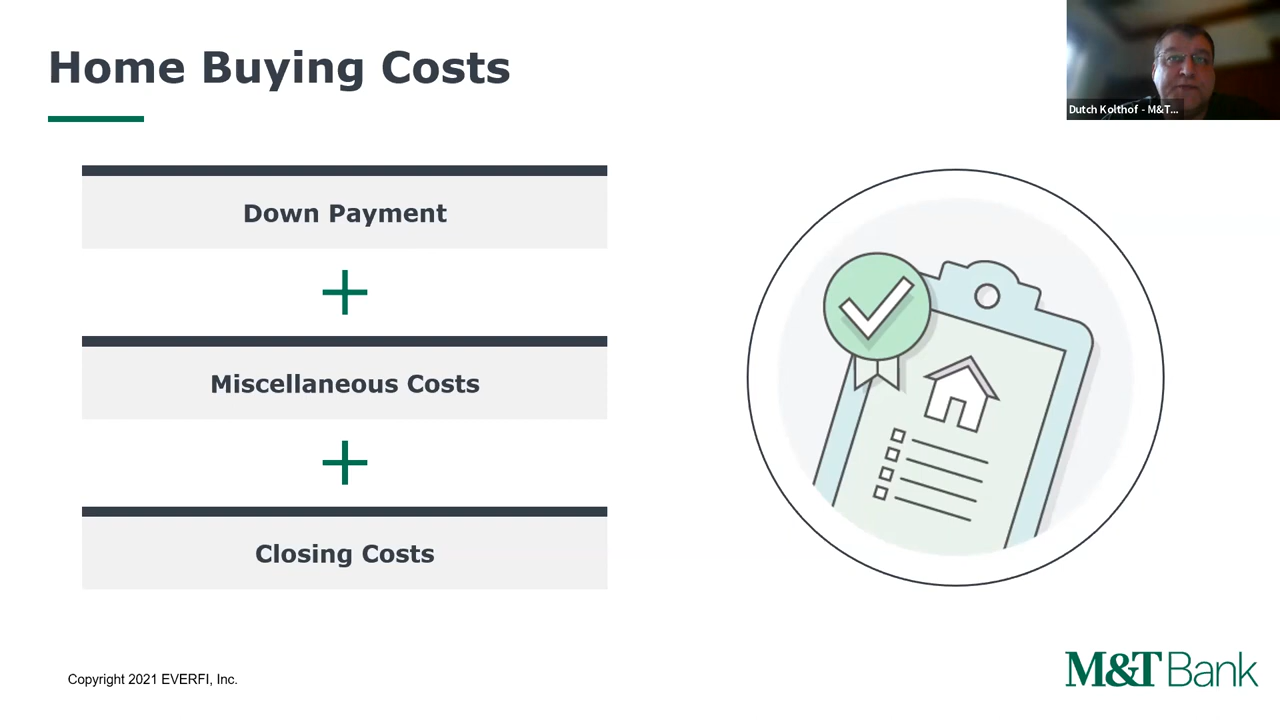 Home Buying Costs
Dutch Kolthof - M&T...
Down Payment
+
Miscellaneous Costs
+
Closing Costs
Copyright 2021 EVERFI, Inc.
M&T Bank